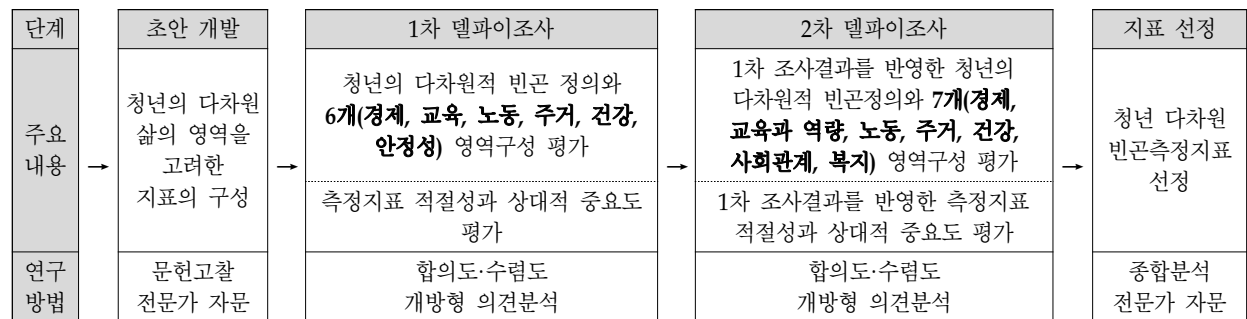 단계
초안 개발
1차 델파이조사
2차 델파이조사
지표 선정
주요
내용
→
청년의 다차원
삶의 영역을
고려한
지표의 구성
→
청년의 다차원적 빈곤 정의와
6개(경제, 교육, 노동, 주거, 건강,
안정성) 영역구성 평가
측정지표 적절성과 상대적 중요도
평가
→
1차 조사결과를 반영한 청년의
다차원적 빈곤정의와 7개(경제,
교육과 역량, 노동, 주거, 건강,
사회관계, 복지) 영역구성 평가
1차 조사결과를 반영한 측정지표
적절성과 상대적 중요도 평가
→
청년 다차원
빈곤측정지표
선정
연구
방법
문헌고찰
전문가 자문
합의도·수렴도
개방형 의견분석
합의도·수렴도
개방형 의견분석
종합분석
전문가 자문